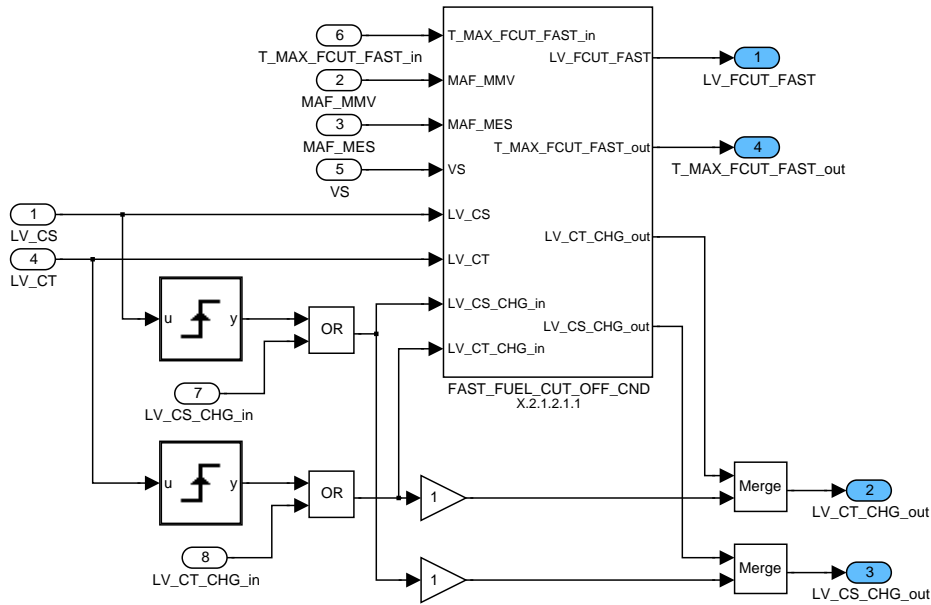 6
T_MAX_FCUT_FAST_in
T_MAX_FCUT_FAST_in
LV_FCUT_FAST
1
LV_FCUT_FAST
2
MAF_MMV
MAF_MMV
3
MAF_MES
MAF_MES
T_MAX_FCUT_FAST_out
4
T_MAX_FCUT_FAST_out
5
VS
VS
1
LV_CS
LV_CS
LV_CT_CHG_out
4
LV_CT
LV_CT
u
y
OR
LV_CS_CHG_in
LV_CS_CHG_out
LV_CT_CHG_in
7
LV_CS_CHG_in
FAST_FUEL_CUT_OFF_CND
X.2.1.2.1.1
u
y
OR
1
Merge
2
LV_CT_CHG_out
8
LV_CT_CHG_in
1
Merge
3
LV_CS_CHG_out